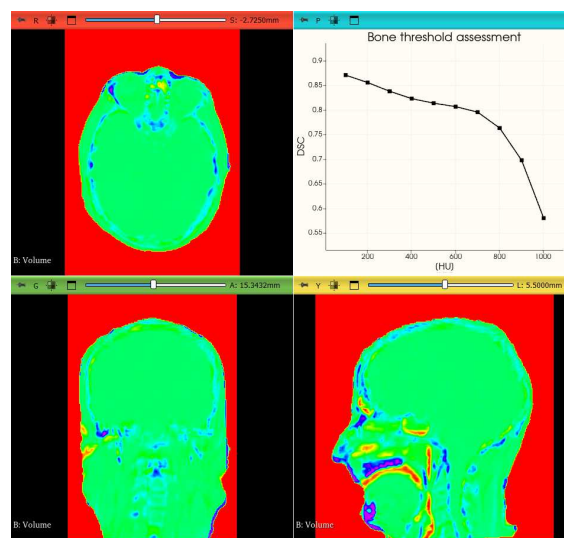 R S: -2.7250mm
B: Volume
P
Bone threshold assessment
0.9
0.85
0.8
0.75
0.7
0.65
0.6
0.55
DSC
200 400 600 800 1000
(HU)
G A: 15.3432mm
B: Volume
Y L: 5.5000mm
B: Volume